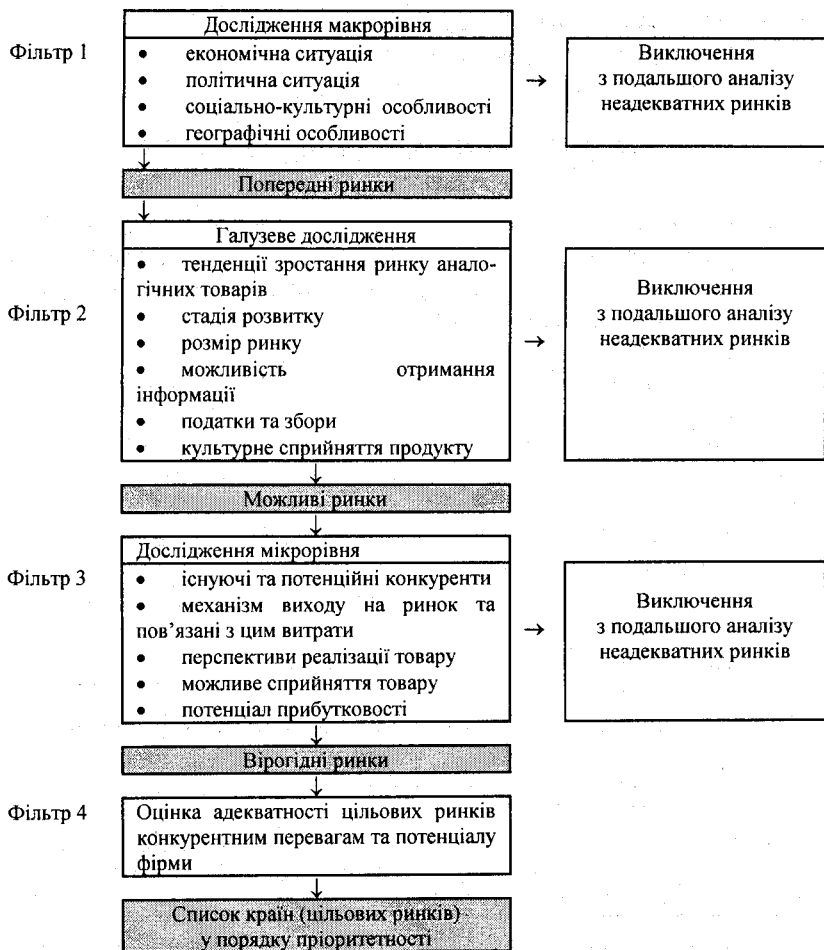 Дослідження макрорівня
Фільтр 1
• економічна ситуація
• політична ситуація
• соціально-культурні особливості
• географічні особливості
→
Виключення
з подальшого аналізу
неадекватних ринків
↓
Попередні ринки
↓
Галузеве дослідження
Фільтр 2
• тенденції зростання ринку анало-
гічних товарів
• стадія розвитку
• розмір ринку
• можливість отримання
інформації
• податки та збори
• культурне сприйняття продукту
→
Виключення
з подальшого аналізу
неадекватних ринків
↓
Можливі ринки
↓
Дослідження мікрорівня
Фільтр 3
• існуючі та потенційні конкуренти
• механізм виходу на ринок та
пов’язані з цим витрати
• перспективи реалізації товару
• можливе сприйняття товару
• потенціал прибутковості
→
Виключення
з подальшого аналізу
неадекватних ринків
↓
Вірогідні ринки
↓
Фільтр 4
Оцінка адекватності цільових ринків
конкурентним перевагам та потенціалу
фірми
↓
Список країн (цільових ринків)
у порядку пріоритетності